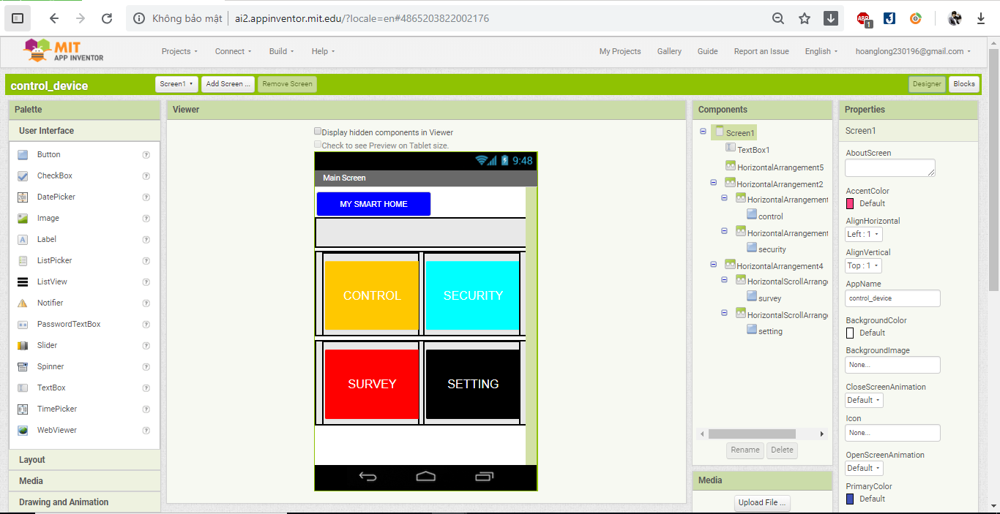 Không bảo mật
ai2.appinventor.mit.edu/?locale=en#4865203822002176
ABP
1
MIT
APP INVENTOR
Projects
Connect
Build
Help
My Projects
Gallery
Guide
Report an Issue
English
hoanglong230196@gmail.com
control_device
Screen1
Add Screen ...
Remove Screen
Designer
Blocks
Palette
User Interface
Button ?
CheckBox ?
DatePicker ?
Image ?
Label ?
ListPicker ?
ListView ?
Notifier ?
PasswordTextBox ?
Slider ?
Spinner ?
TextBox ?
TimePicker ?
WebViewer ?
Layout
Media
Drawing and Animation
Viewer
Display hidden components in Viewer
Check to see Preview on Tablet size.
9:48
Main Screen
MY SMART HOME
CONTROL
SECURITY
SURVEY
SETTING
Components
Screen1
TextBox1
HorizontalArrangement5
HorizontalArrangement2
HorizontalArrangement
control
HorizontalArrangement
security
HorizontalArrangement4
HorizontalScrollArrange
survey
HorizontalScrollArrange
setting
Rename
Delete
Media
Upload File ...
Properties
Screen1
AboutScreen
AccentColor
Default
AlignHorizontal
Left : 1
AlignVertical
Top : 1
AppName
control_device
BackgroundColor
Default
BackgroundImage
None...
CloseScreenAnimation
Default
Icon
None...
OpenScreenAnimation
Default
PrimaryColor
Default